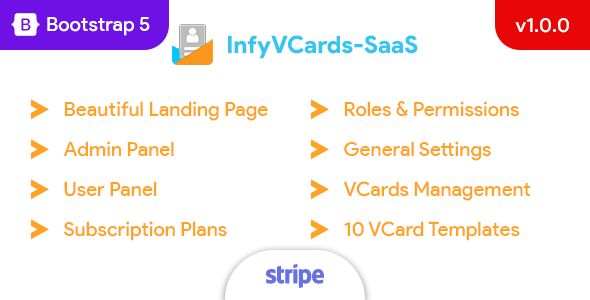 B Bootstrap 5
v1.0.0
InfyVCards-SaaS
Beautiful Landing Page
Admin Panel
User Panel
Subscription Plans
Roles & Permissions
General Settings
VCards Management
10 VCard Templates
stripe